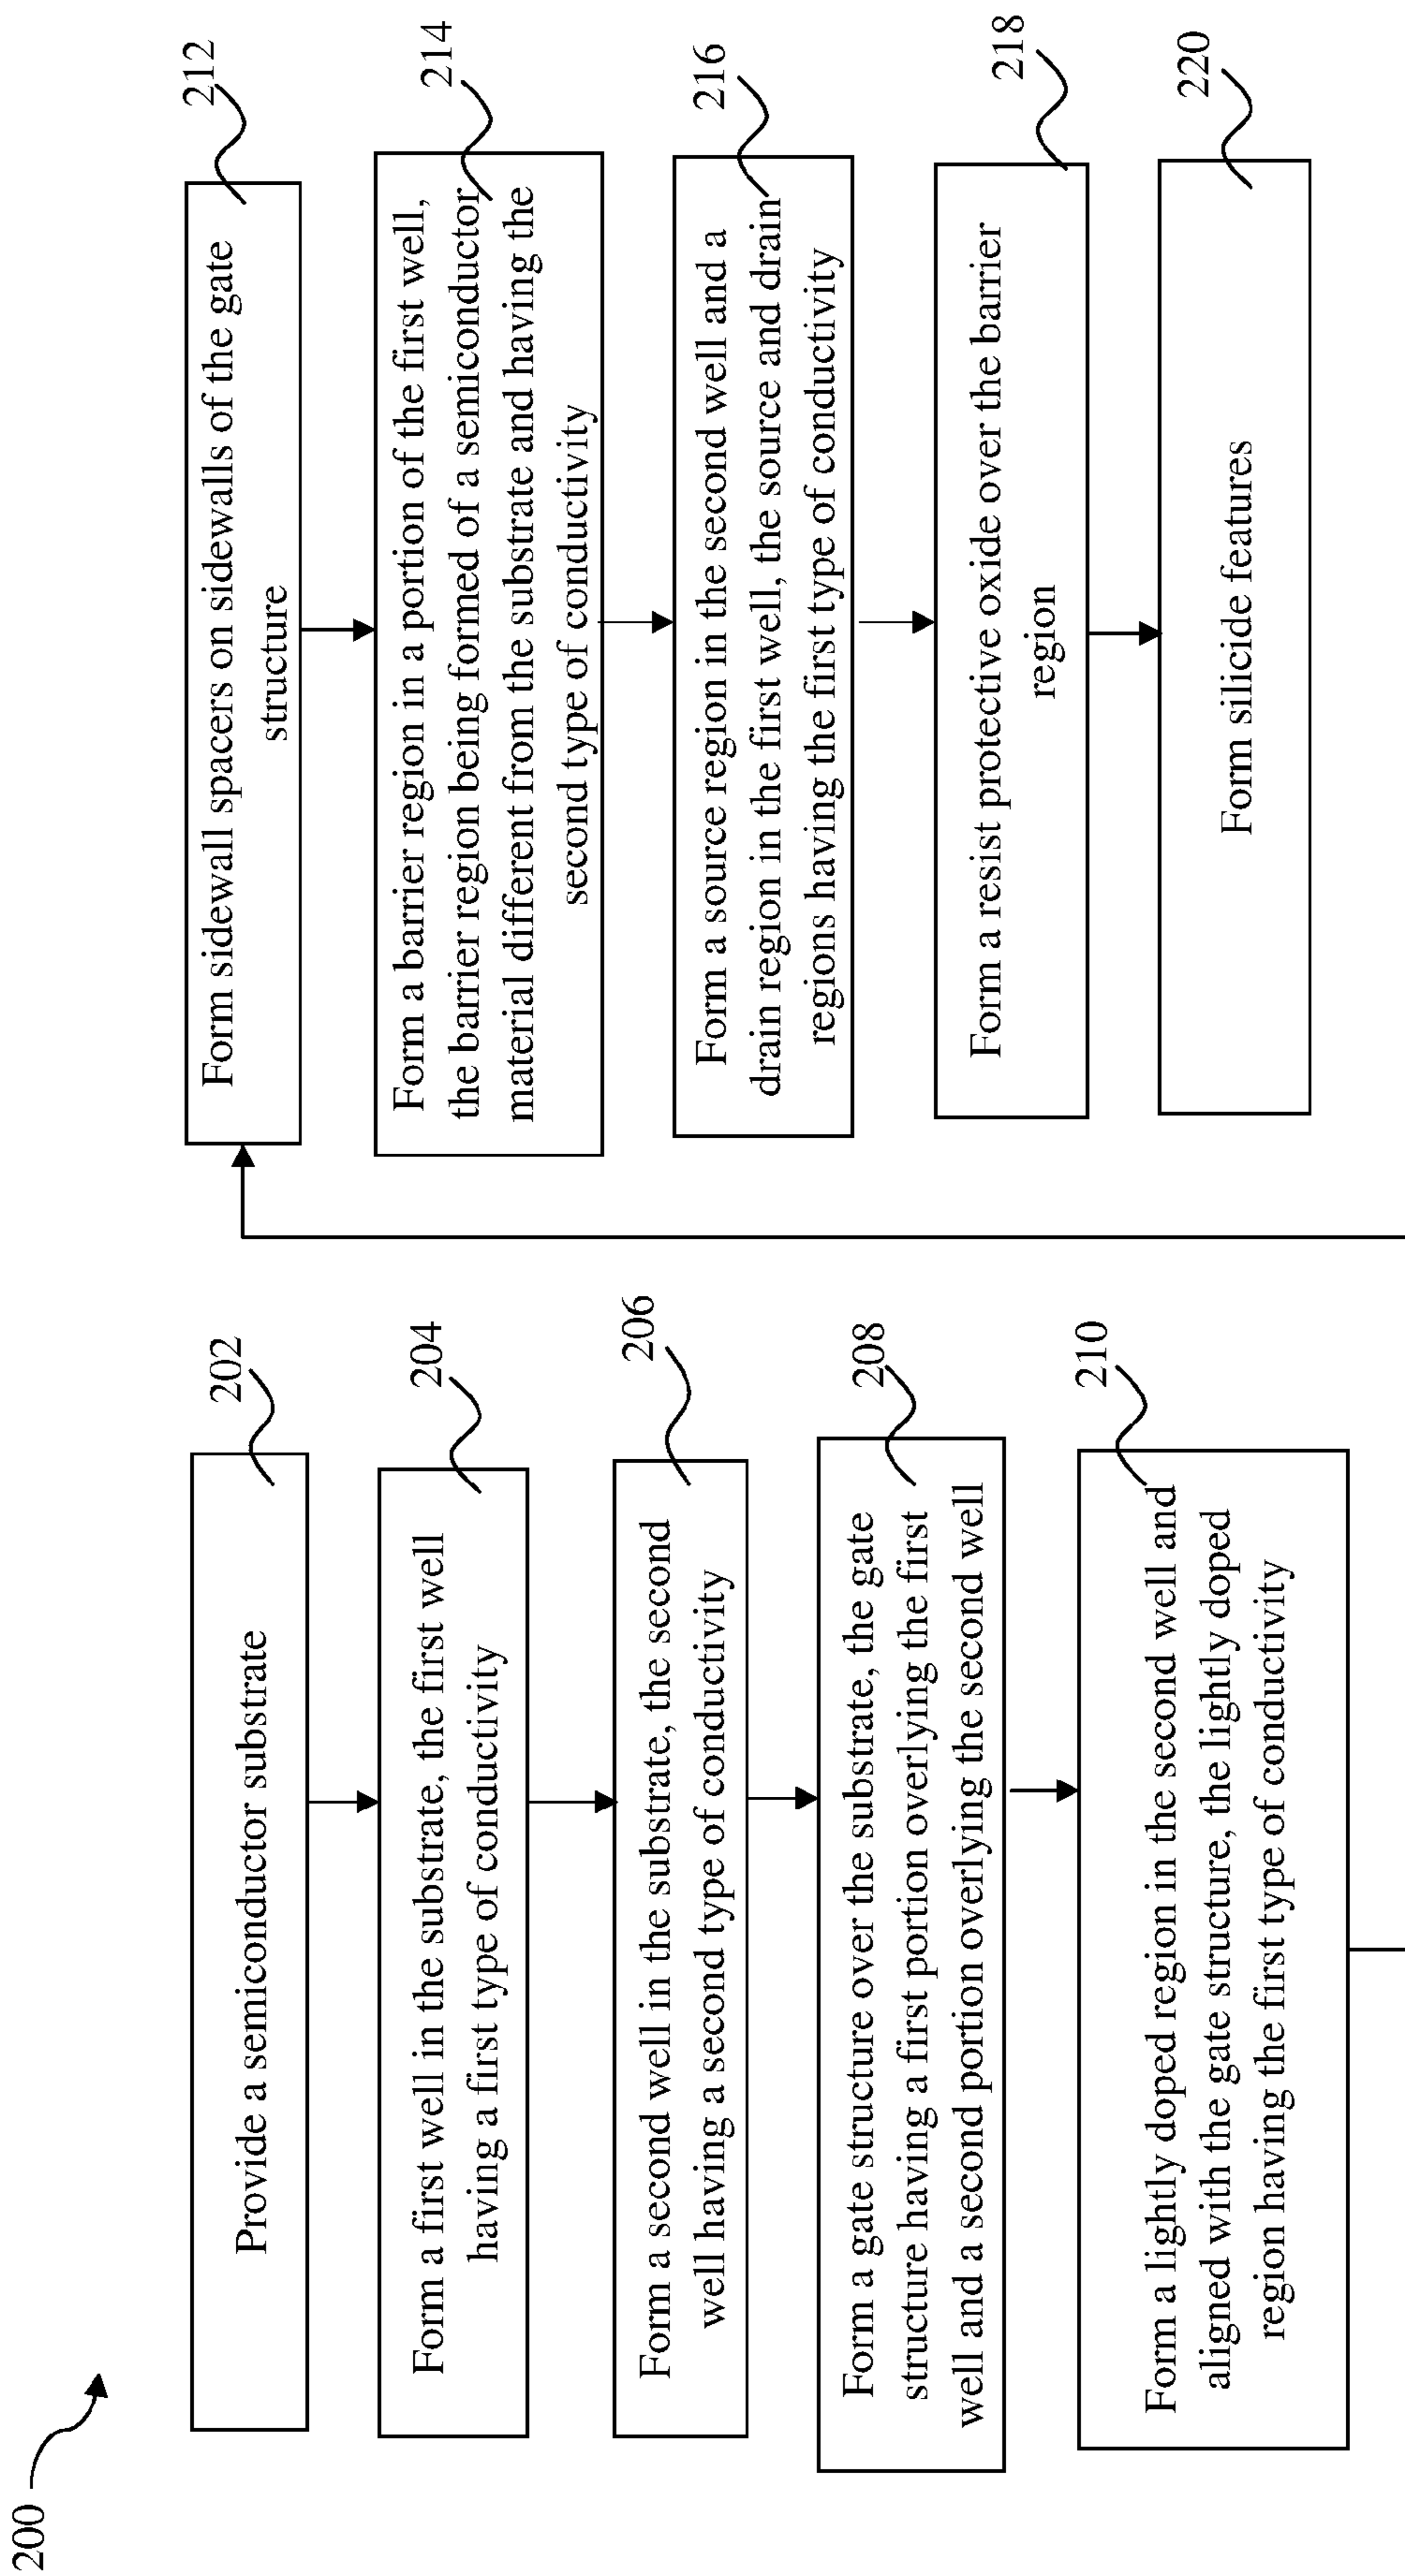 200
202
Provide a semiconductor substrate
204
Form a first well in the substrate, the first well
having a first type of conductivity
206
Form a second well in the substrate, the second
well having a second type of conductivity
208
Form a gate structure over the substrate, the gate
structure having a first portion overlying the first
well and a second portion overlying the second well
210
Form a lightly doped region in the second well and
aligned with the gate structure, the lightly doped
region having the first type of conductivity
212
Form sidewall spacers on sidewalls of the gate
structure
214
Form a barrier region in a portion of the first well,
the barrier region being formed of a semiconductor
material different from the substrate and having the
second type of conductivity
216
Form a source region in the second well and a
drain region in the first well, the source and drain
regions having the first type of conductivity
218
Form a resist protective oxide over the barrier
region
220
Form silicide features